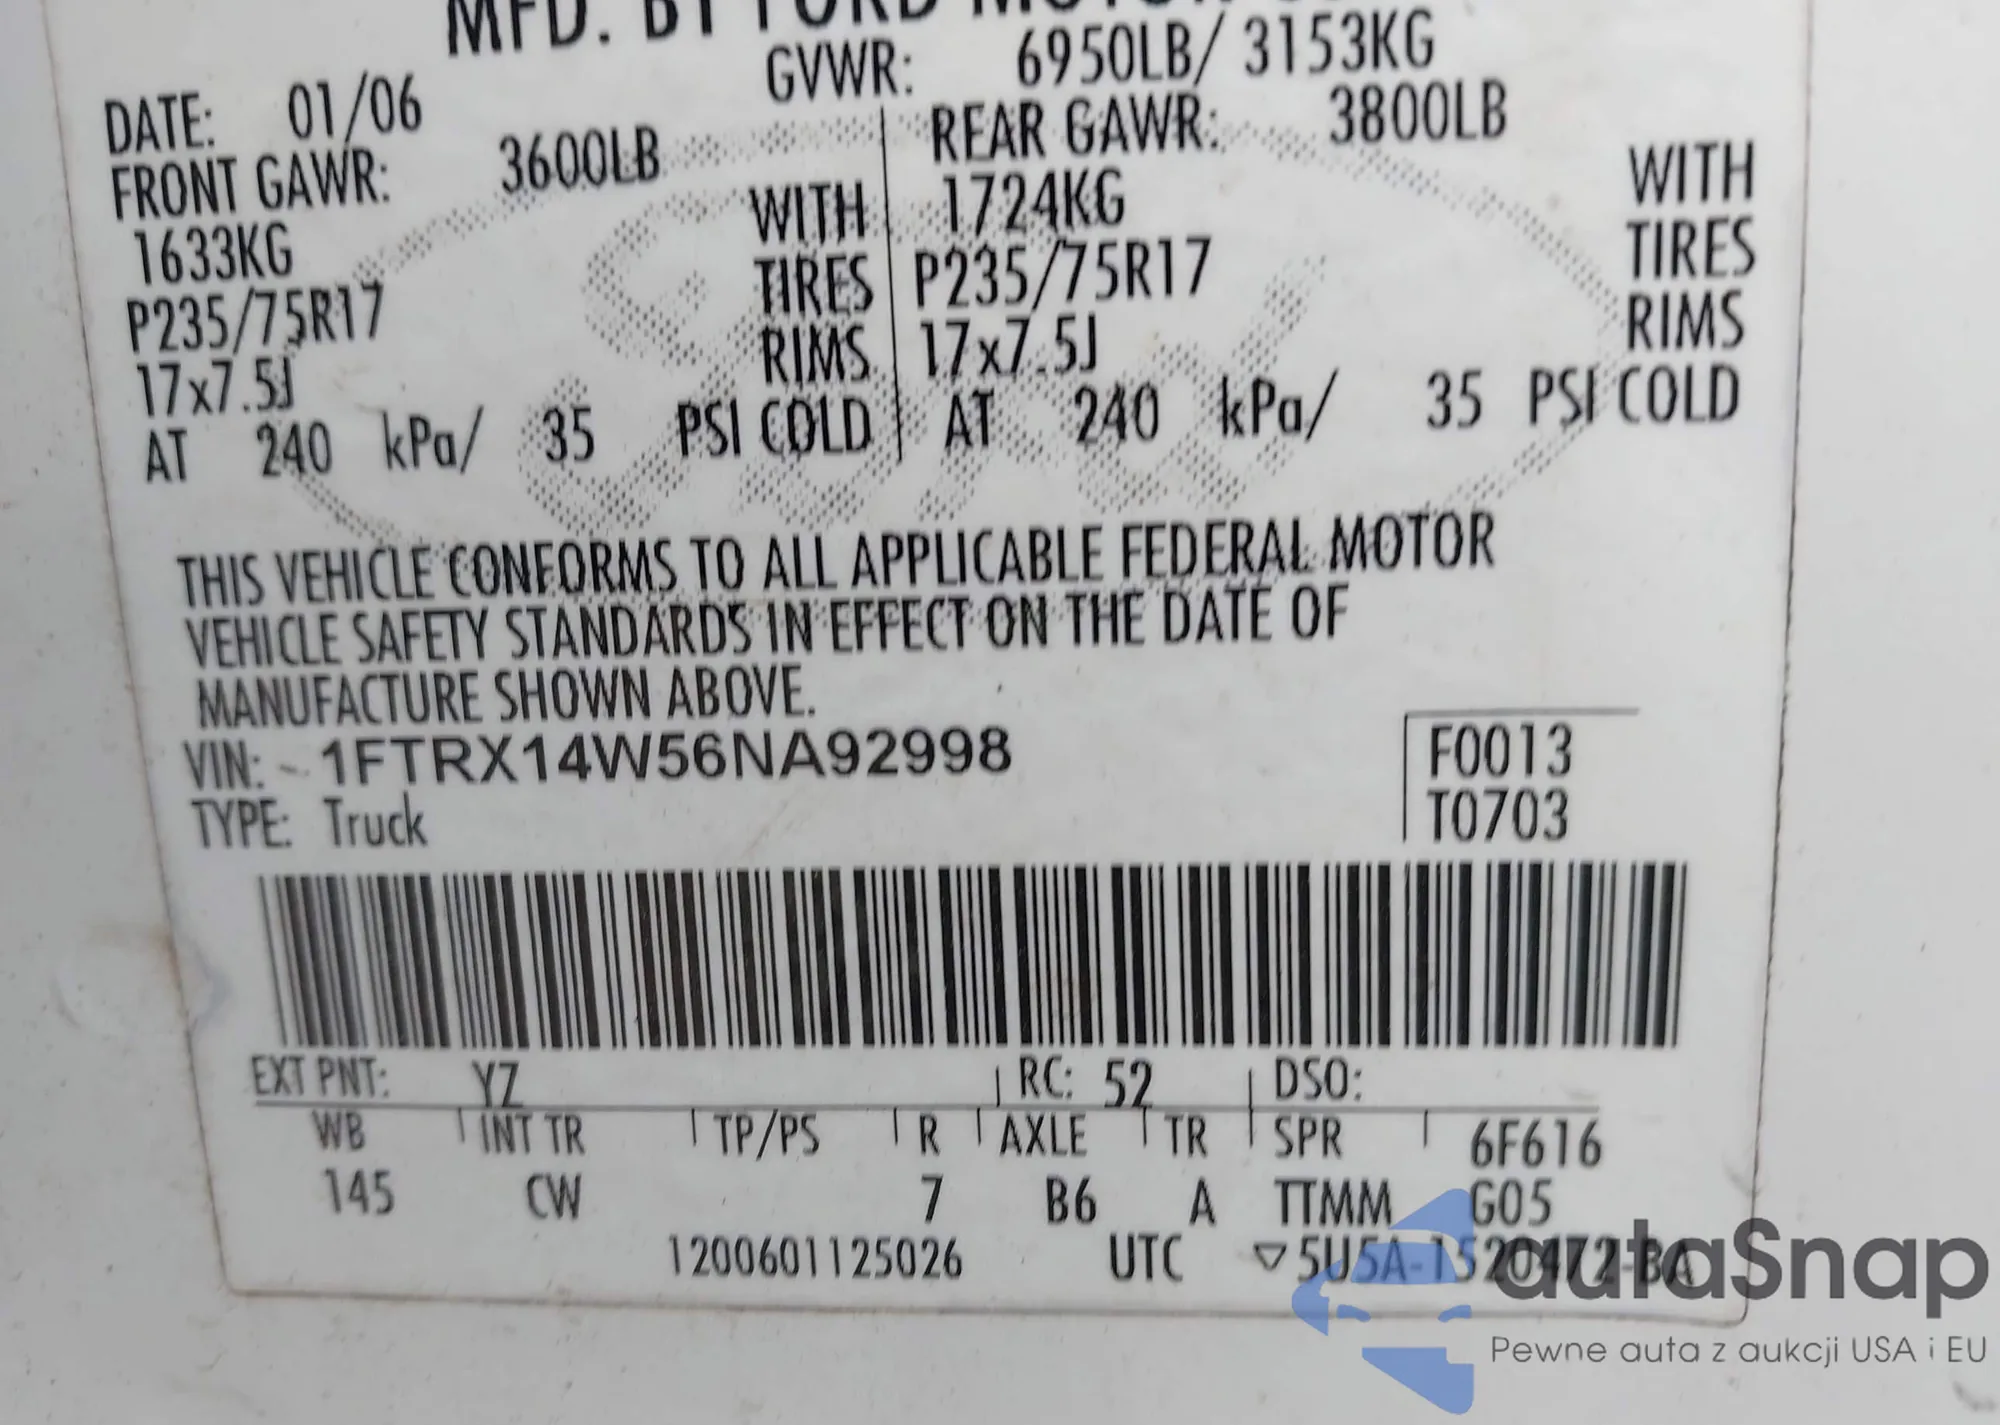 MFD. BY FORD MOTOR
GVWR: 6950LB/ 3153KG
DATE: 01/06
FRONT GAWR: 3600LB
REAR GAWR: 3800LB
1633KG WITH
1724KG WITH
P235/75R17 TIRES
P235/75R17 TIRES
17x7.5J RIMS
17x7.5J RIMS
AT 240 kPa/ 35 PSI COLD
AT 240 kPa/ 35 PSI COLD
THIS VEHICLE CONFORMS TO ALL APPLICABLE FEDERAL MOTOR
VEHICLE SAFETY STANDARDS IN EFFECT ON THE DATE OF
MANUFACTURE SHOWN ABOVE.
VIN: 1FTRX14W56NA92998
F0013
TYPE: Truck
T0703
EXT PNT: YZ RC: 52 DSO:
WB INT TR TP/PS R AXLE TR SPR 6F616
145 CW 7 B6 A TTMM G05
1200601125026 UTC ▽5U5A-1520472-BA
autaSnap
Pewne auta z aukcji USA i EU